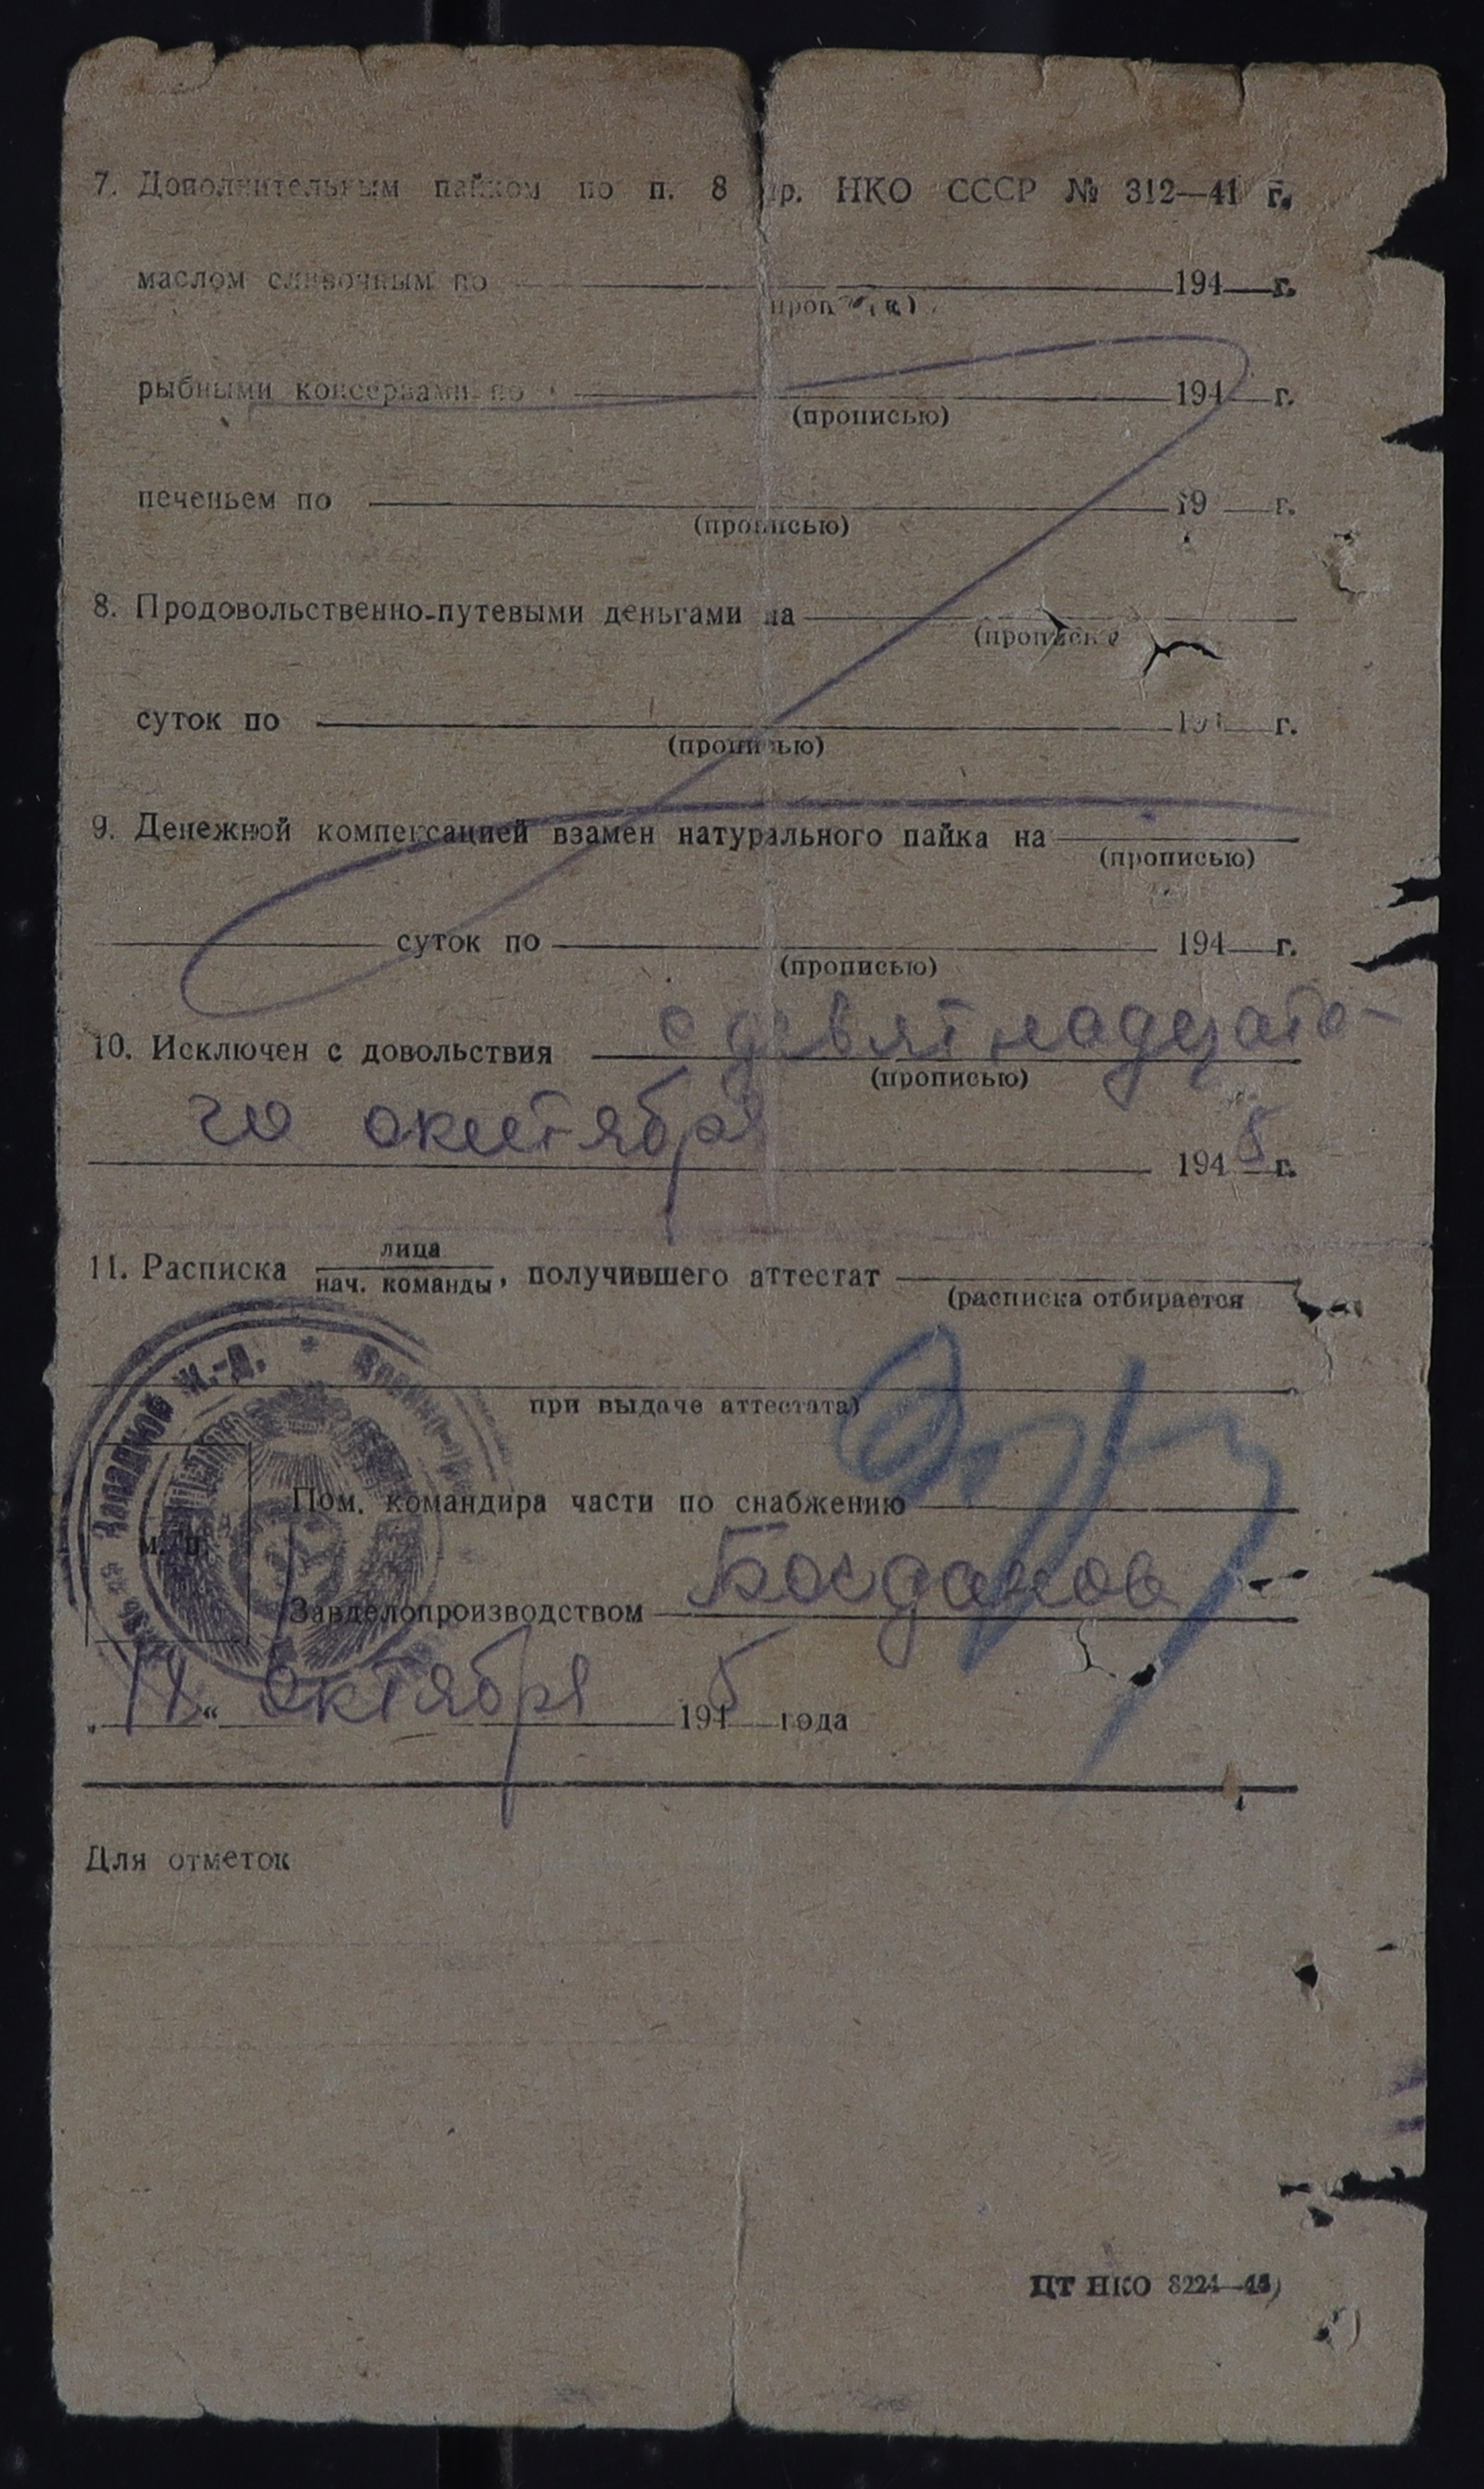 7. Дополнительным пайком по п. 8 пр. НКО СССР № 312—41 г.
маслом сливочным по 194 г.
рыбными консервами по 194 г.
(прописью)
печеньем по 19 г.
(прописью)
8. Продовольственно-путевыми деньгами на
суток по 194 г.
(прописью)
9. Денежной компенсацией взамен натурального пайка на
(прописью)
суток по 194 г.
(прописью)
10. Исключен с довольствия с девятнадцато-
(прописью)
го октября 1945 г.
11. Расписка лица
нач. команды, получившего аттестат
(расписка отбирается
при выдаче аттестата)
Западной ж.-д.
м. п.
Пом. командира части по снабжению
Завделопроизводством Богданов
„18“ октября 1945 года
Для отметок
ЦТ НКО